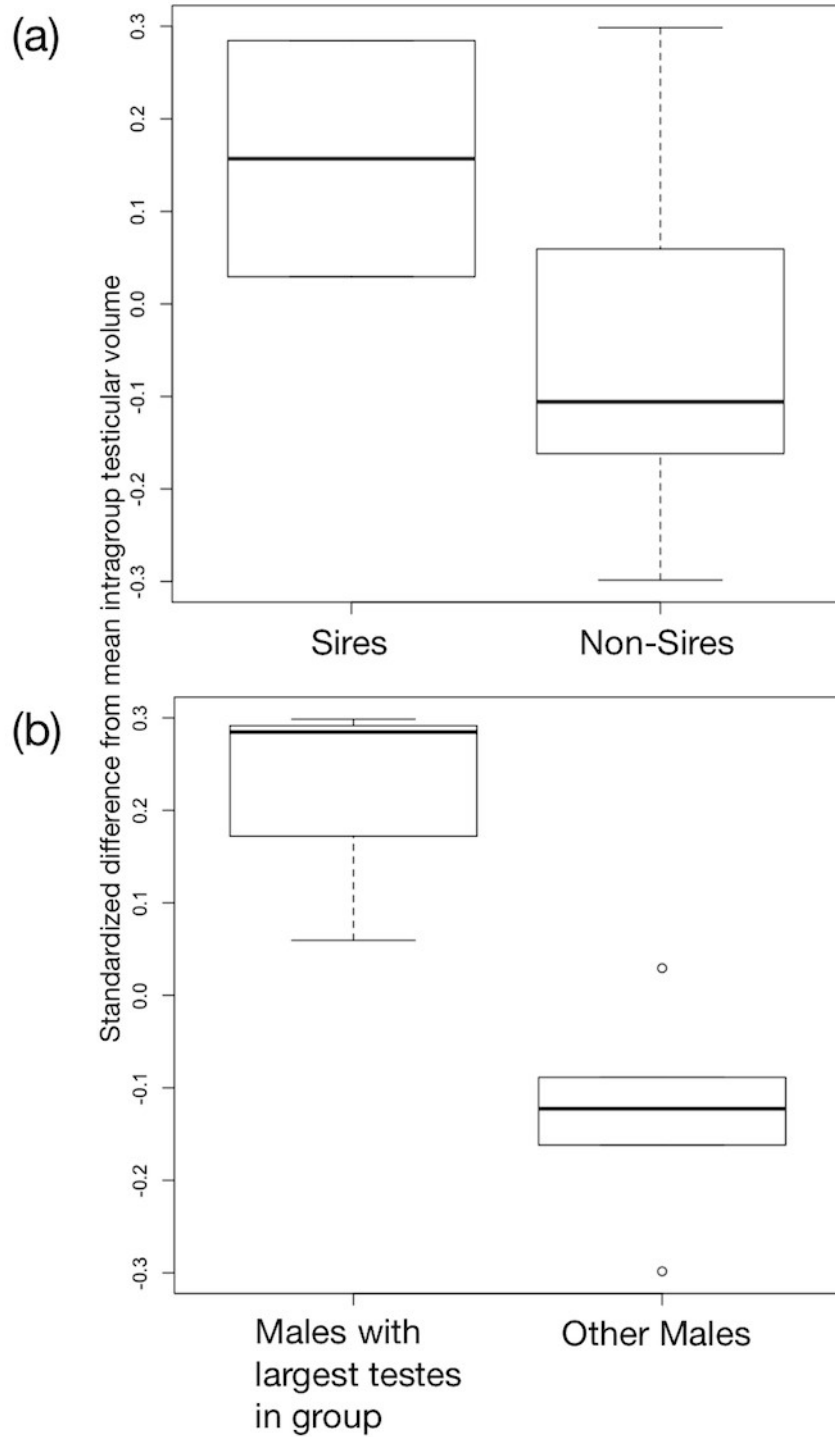 (a)
0.3
0.2
0.1
0.0
-0.1
-0.2
-0.3
Sires
Non-Sires
Standardized difference from mean intragroup testicular volume
(b)
0.3
0.2
0.1
0.0
-0.1
-0.2
-0.3
Males with
largest testes
in group
Other Males